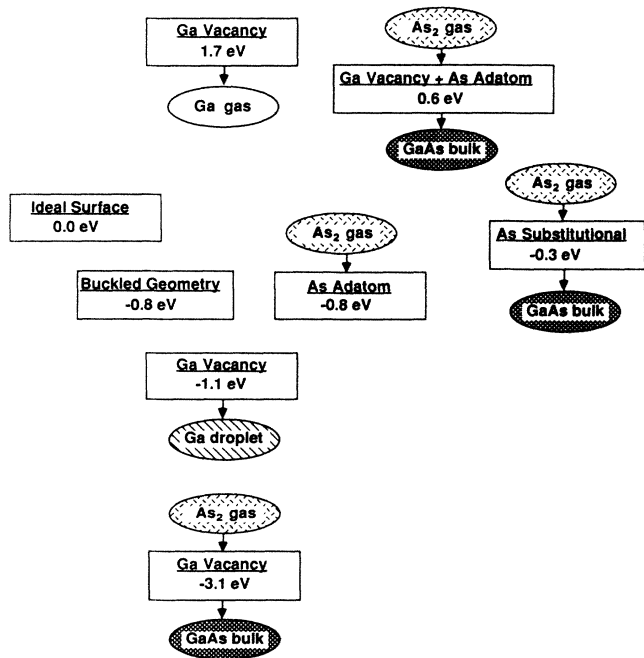 Ga Vacancy
1.7 eV
Ga gas
As₂ gas
Ga Vacancy + As Adatom
0.6 eV
GaAs bulk
Ideal Surface
0.0 eV
As₂ gas
As Substitutional
-0.3 eV
GaAs bulk
Buckled Geometry
-0.8 eV
As₂ gas
As Adatom
-0.8 eV
Ga Vacancy
-1.1 eV
Ga droplet
As₂ gas
Ga Vacancy
-3.1 eV
GaAs bulk